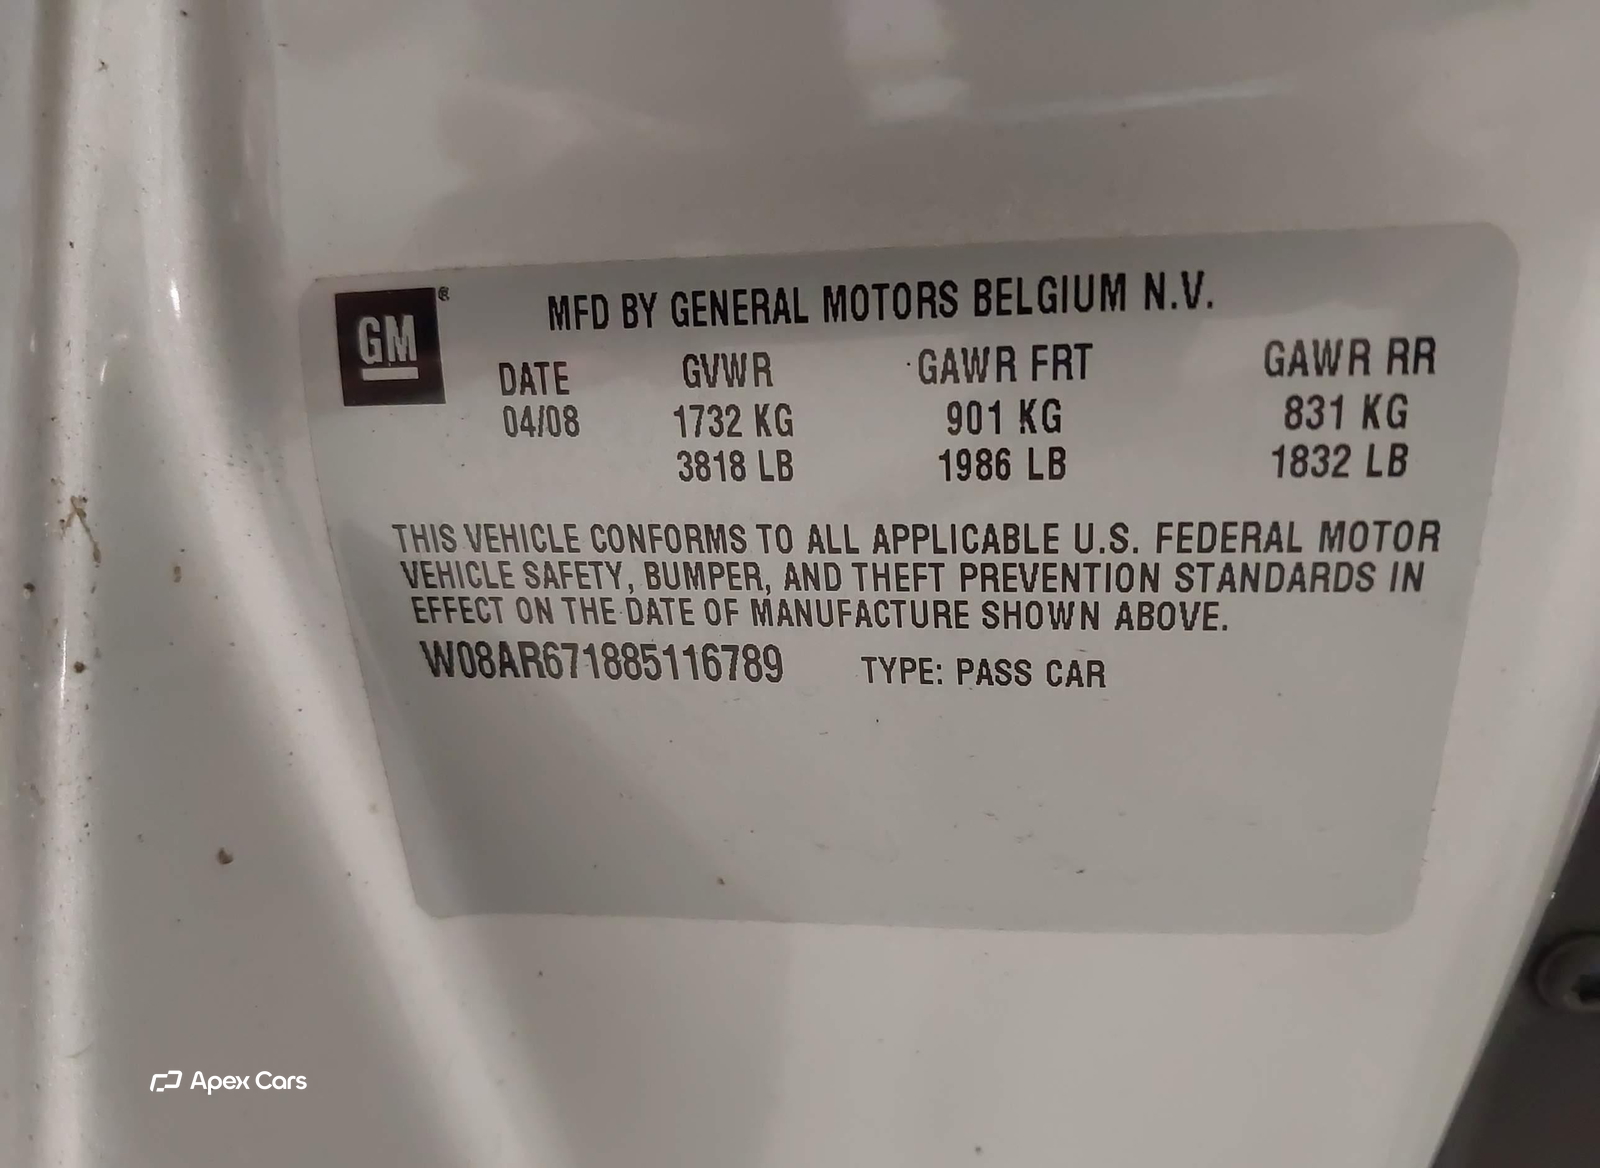 GM®
MFD BY GENERAL MOTORS BELGIUM N.V.
DATE GVWR GAWR FRT GAWR RR
04/08 1732 KG 901 KG 831 KG
3818 LB 1986 LB 1832 LB
THIS VEHICLE CONFORMS TO ALL APPLICABLE U.S. FEDERAL MOTOR
VEHICLE SAFETY, BUMPER, AND THEFT PREVENTION STANDARDS IN
EFFECT ON THE DATE OF MANUFACTURE SHOWN ABOVE.
W08AR671885116789 TYPE: PASS CAR
Apex Cars